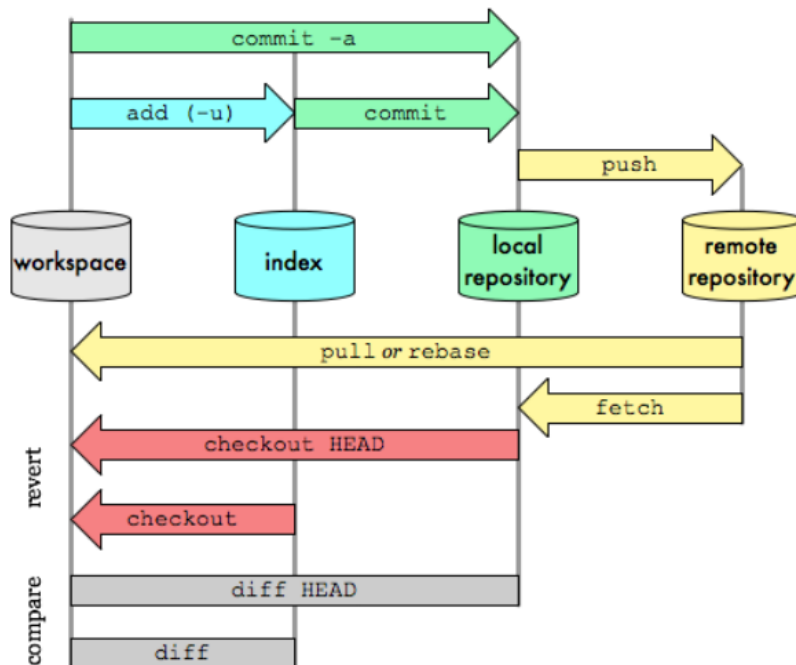 commit -a
add (-u)
commit
push
workspace
index
local
repository
remote
repository
pull or rebase
fetch
revert
checkout HEAD
checkout
compare
diff HEAD
diff